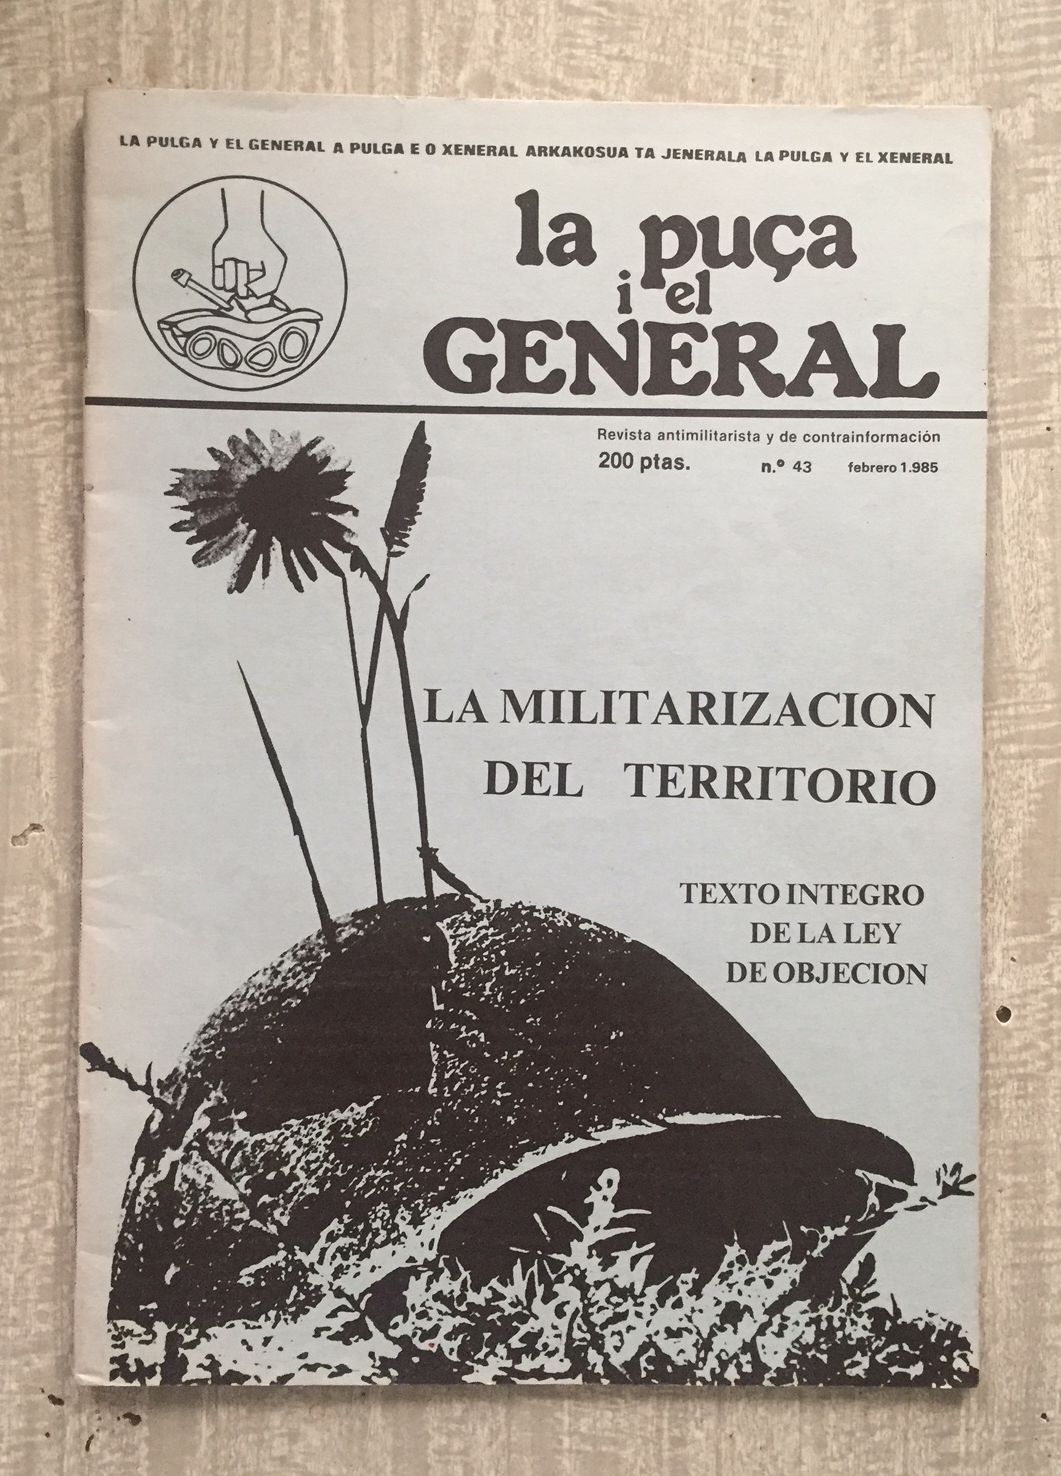 LA PULGA Y EL GENERAL A PULGA E O XENERAL ARKAKOSUA TA JENERALA LA PULGA Y EL XENERAL
la puça
i el
GENERAL
Revista antimilitarista y de contrainformación
200 ptas. n.º 43 febrero 1.985
LA MILITARIZACION
DEL TERRITORIO
TEXTO INTEGRO
DE LA LEY
DE OBJECION